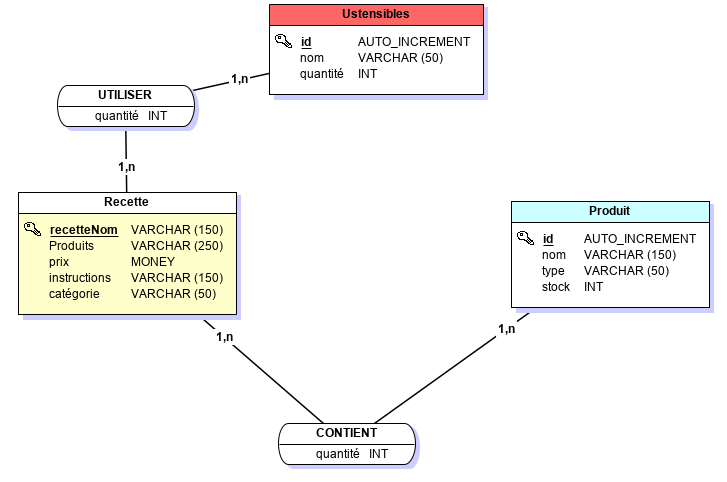 Ustensibles
id AUTO_INCREMENT
nom VARCHAR (50)
quantité INT
1,n
UTILISER
quantité INT
1,n
Recette
recetteNom VARCHAR (150)
Produits VARCHAR (250)
prix MONEY
instructions VARCHAR (150)
catégorie VARCHAR (50)
Produit
id AUTO_INCREMENT
nom VARCHAR (150)
type VARCHAR (50)
stock INT
1,n
1,n
CONTIENT
quantité INT